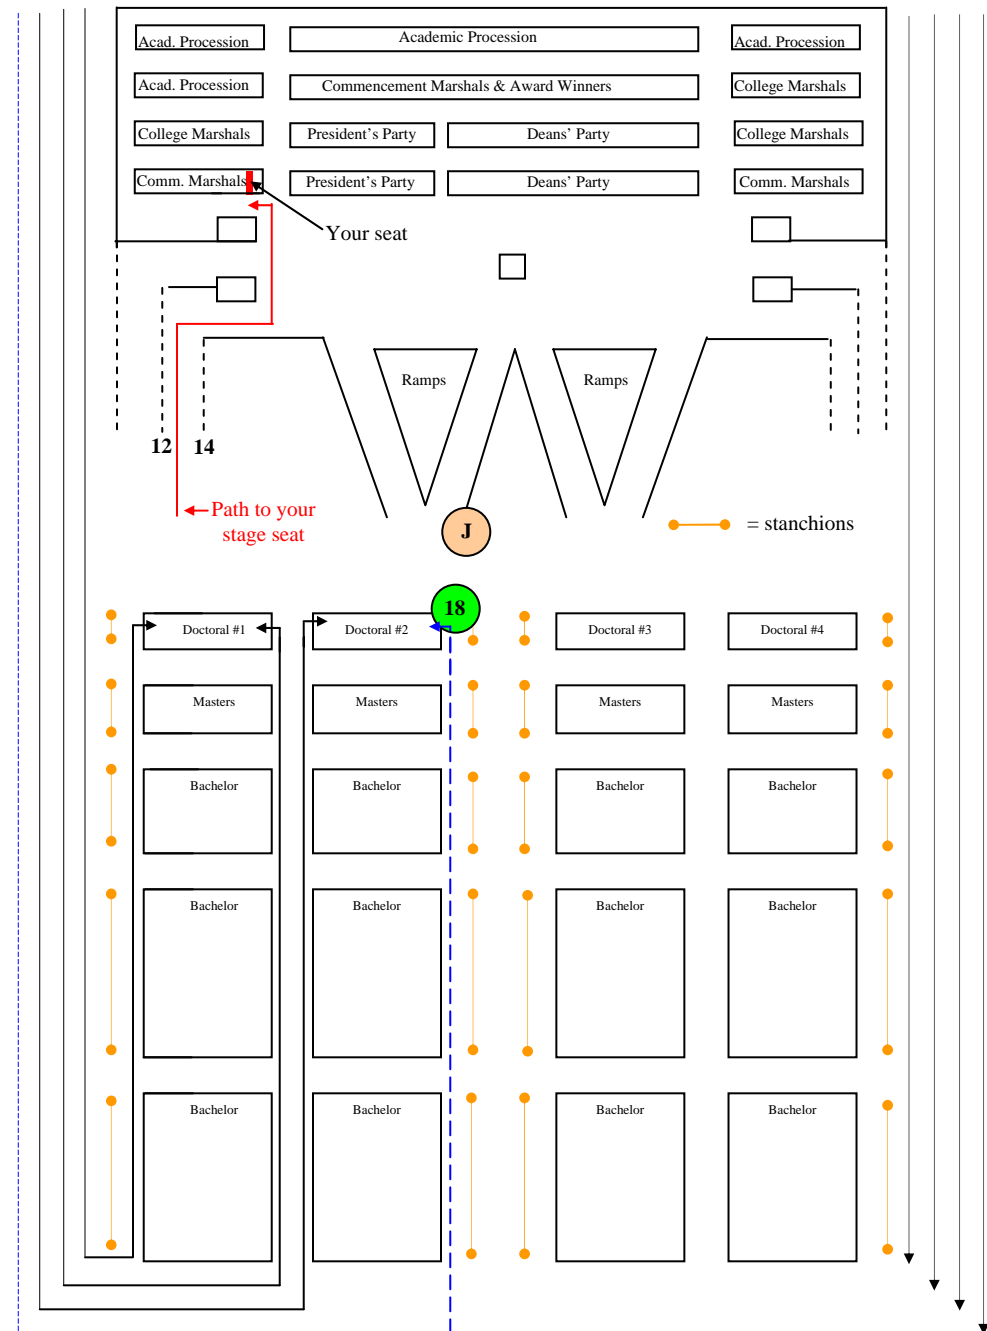 Acad. Procession
Academic Procession
Acad. Procession
Acad. Procession
Commencement Marshals & Award Winners
College Marshals
College Marshals
President's Party
Deans' Party
College Marshals
Comm. Marshals
President's Party
Deans' Party
Comm. Marshals
Your seat
Ramps
Ramps
12
14
Path to your
stage seat
J
= stanchions
18
Doctoral #1
Doctoral #2
Doctoral #3
Doctoral #4
Masters
Masters
Masters
Masters
Bachelor
Bachelor
Bachelor
Bachelor
Bachelor
Bachelor
Bachelor
Bachelor
Bachelor
Bachelor
Bachelor
Bachelor